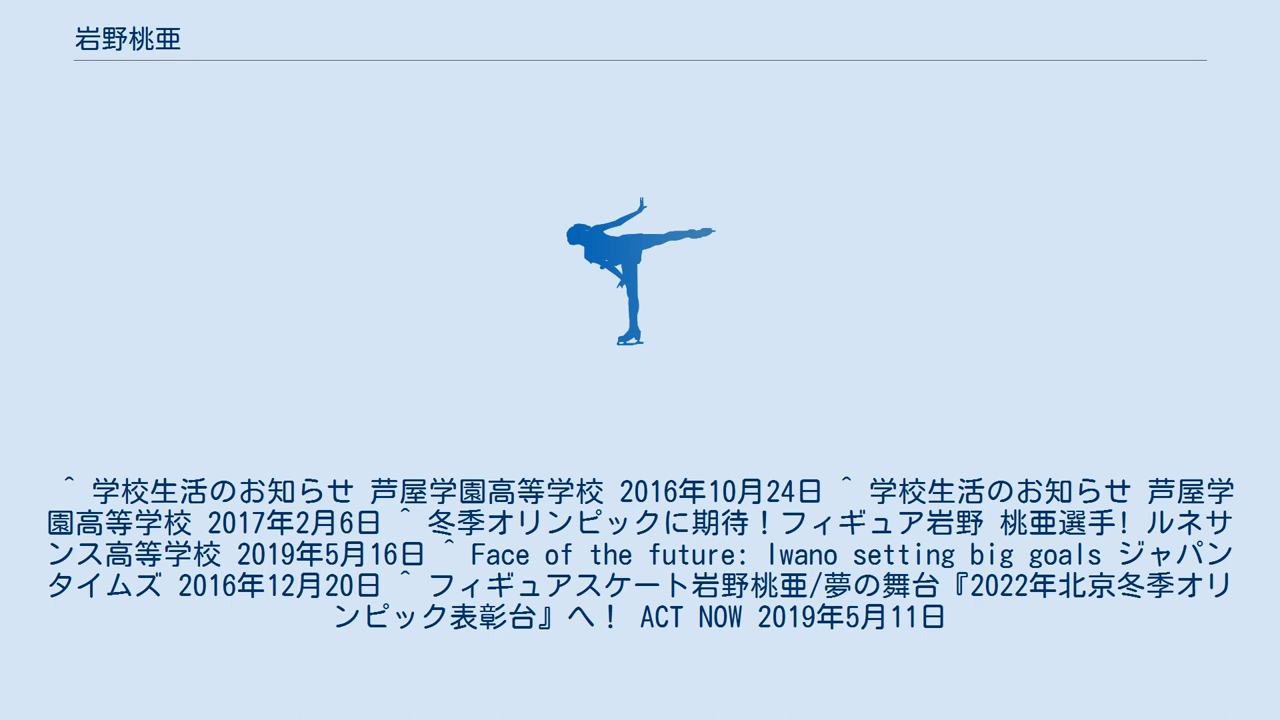 岩野桃亜
^ 学校生活のお知らせ 芦屋学園高等学校 2016年10月24日 ^ 学校生活のお知らせ 芦屋学
園高等学校 2017年2月6日 ^ 冬季オリンピックに期待！フィギュア岩野 桃亜選手! ルネサ
ンス高等学校 2019年5月16日 ^ Face of the future: Iwano setting big goals ジャパン
タイムズ 2016年12月20日 ^ フィギュアスケート岩野桃亜/夢の舞台『2022年北京冬季オリ
ンピック表彰台』へ！ ACT NOW 2019年5月11日